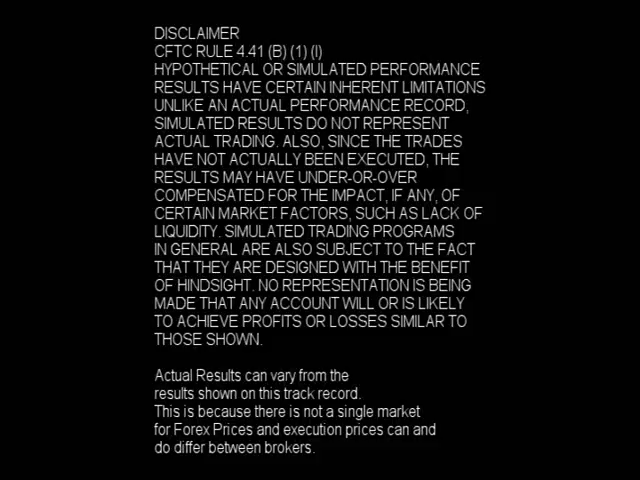 DISCLAIMER
CFTC RULE 4.41 (B) (1) (I)
HYPOTHETICAL OR SIMULATED PERFORMANCE
RESULTS HAVE CERTAIN INHERENT LIMITATIONS
UNLIKE AN ACTUAL PERFORMANCE RECORD,
SIMULATED RESULTS DO NOT REPRESENT
ACTUAL TRADING. ALSO, SINCE THE TRADES
HAVE NOT ACTUALLY BEEN EXECUTED, THE
RESULTS MAY HAVE UNDER-OR-OVER
COMPENSATED FOR THE IMPACT, IF ANY, OF
CERTAIN MARKET FACTORS, SUCH AS LACK OF
LIQUIDITY. SIMULATED TRADING PROGRAMS
IN GENERAL ARE ALSO SUBJECT TO THE FACT
THAT THEY ARE DESIGNED WITH THE BENEFIT
OF HINDSIGHT. NO REPRESENTATION IS BEING
MADE THAT ANY ACCOUNT WILL OR IS LIKELY
TO ACHIEVE PROFITS OR LOSSES SIMILAR TO
THOSE SHOWN.
Actual Results can vary from the
results shown on this track record.
This is because there is not a single market
for Forex Prices and execution prices can and
do differ between brokers.